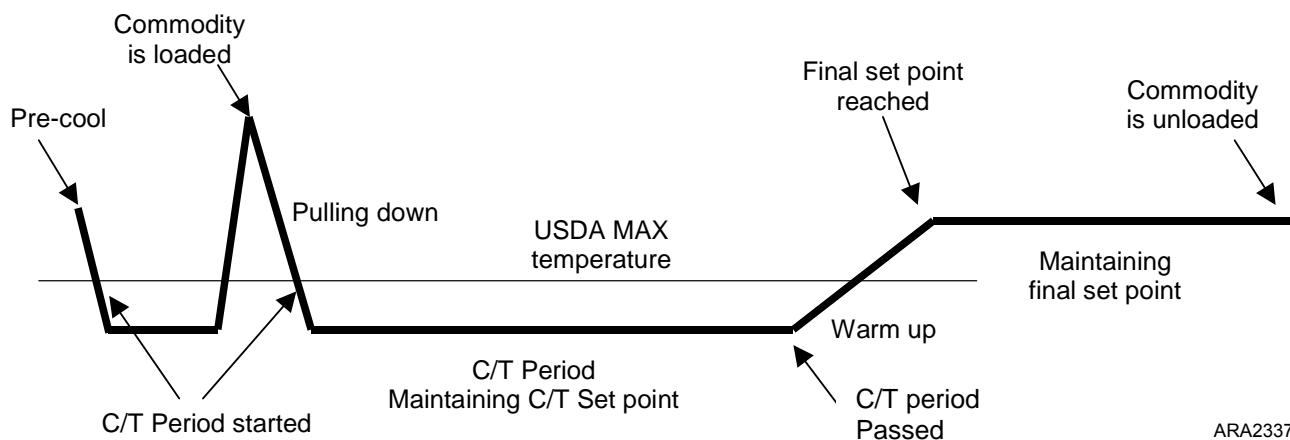 Commodity
is loaded
Pre-cool
Pulling down
USDA MAX
temperature
Final set point
reached
Commodity
is unloaded
Maintaining
final set point
Warm up
C/T Period
Maintaining C/T Set point
C/T Period started
C/T period
Passed
ARA2337